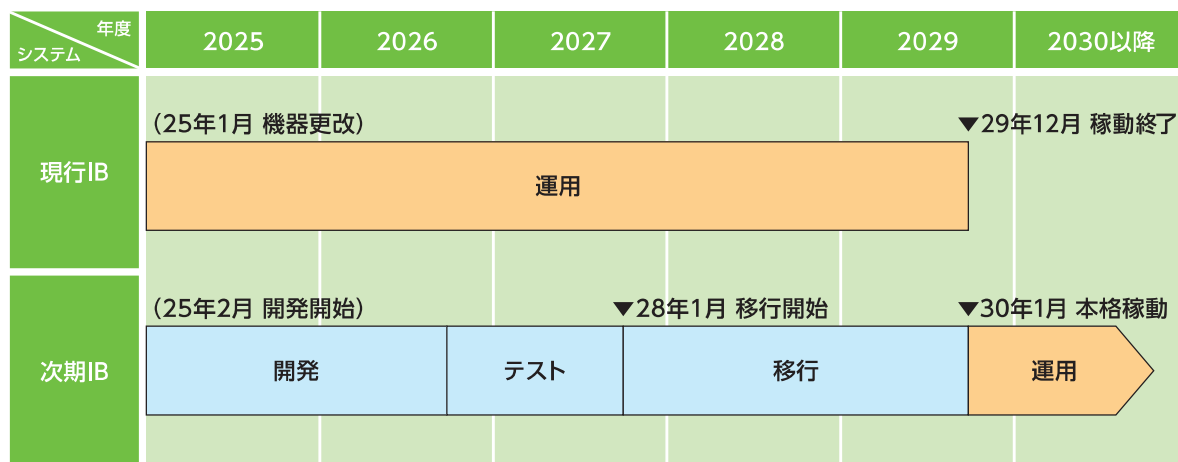 年度
システム
2025
2026
2027
2028
2029
2030以降
現行IB
(25年1月 機器更改)
▼29年12月 稼動終了
運用
次期IB
(25年2月 開発開始)
▼28年1月 移行開始
▼30年1月 本格稼動
開発
テスト
移行
運用